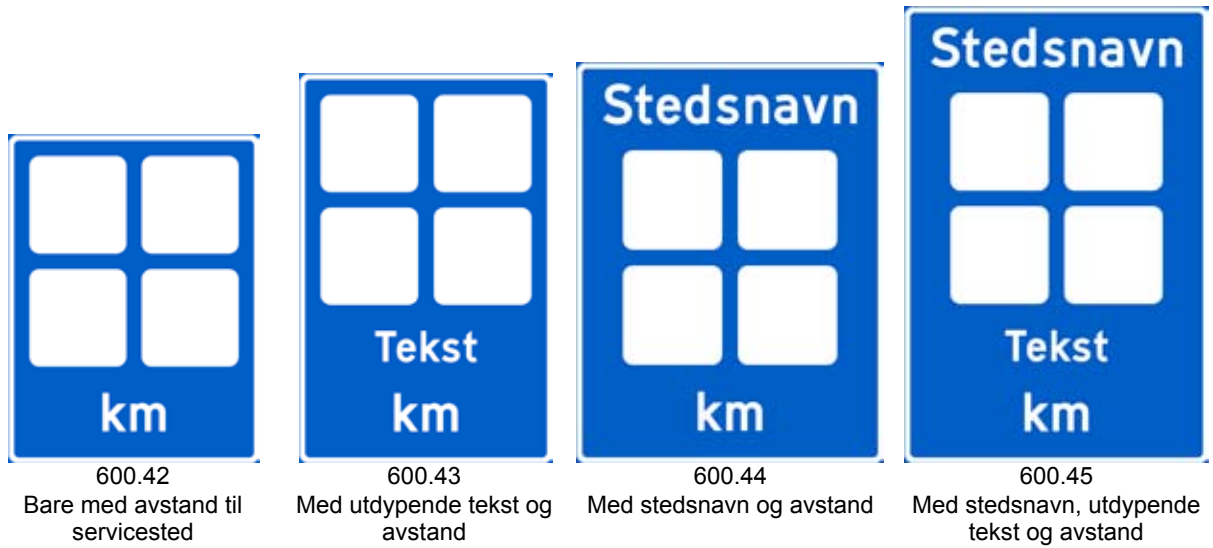 km
600.42
Bare med avstand til
servicested
Tekst
km
600.43
Med utdypende tekst og
avstand
Stedsnavn
km
600.44
Med stedsnavn og avstand
Stedsnavn
Tekst
km
600.45
Med stedsnavn, utdypende
tekst og avstand